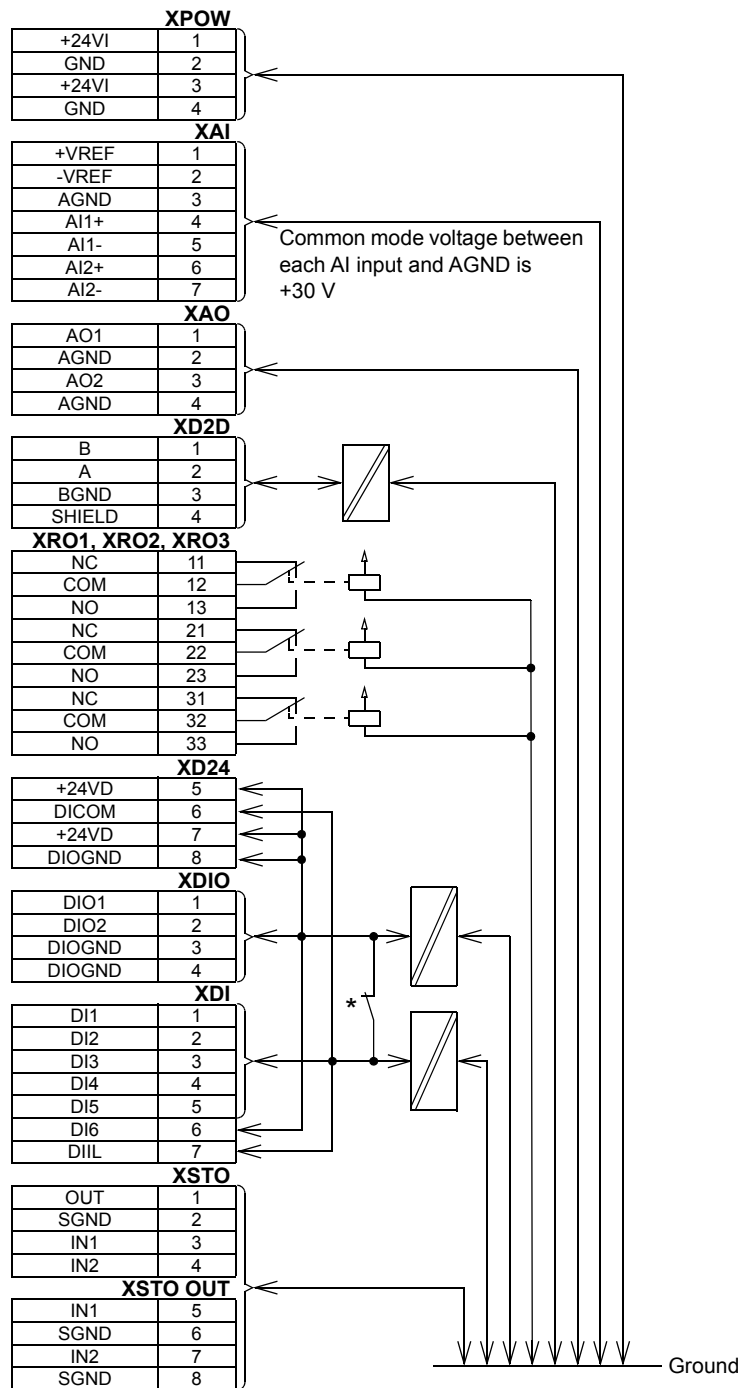 XPOW
+24VI 1
GND 2
+24VI 3
GND 4
XAI
+VREF 1
-VREF 2
AGND 3
AI1+ 4
AI1- 5
AI2+ 6
AI2- 7
Common mode voltage between
each AI input and AGND is
+30 V
XAO
AO1 1
AGND 2
AO2 3
AGND 4
XD2D
B 1
A 2
BGND 3
SHIELD 4
XRO1, XRO2, XRO3
NC 11
COM 12
NO 13
NC 21
COM 22
NO 23
NC 31
COM 32
NO 33
XD24
+24VD 5
DICOM 6
+24VD 7
DIOGND 8
XDIO
DIO1 1
DIO2 2
DIOGND 3
DIOGND 4
XDI
DI1 1
DI2 2
DI3 3
DI4 4
DI5 5
DI6 6
DIIL 7
*
XSTO
OUT 1
SGND 2
IN1 3
IN2 4
XSTO OUT
IN1 5
SGND 6
IN2 7
SGND 8
Ground